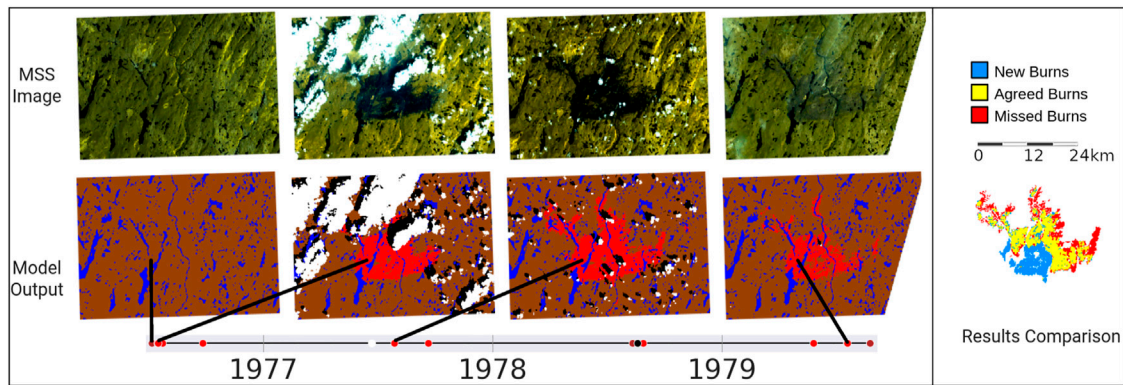 MSS
Image
Model
Output
1977
1978
1979
New Burns
Agreed Burns
Missed Burns
0 12 24km
Results Comparison